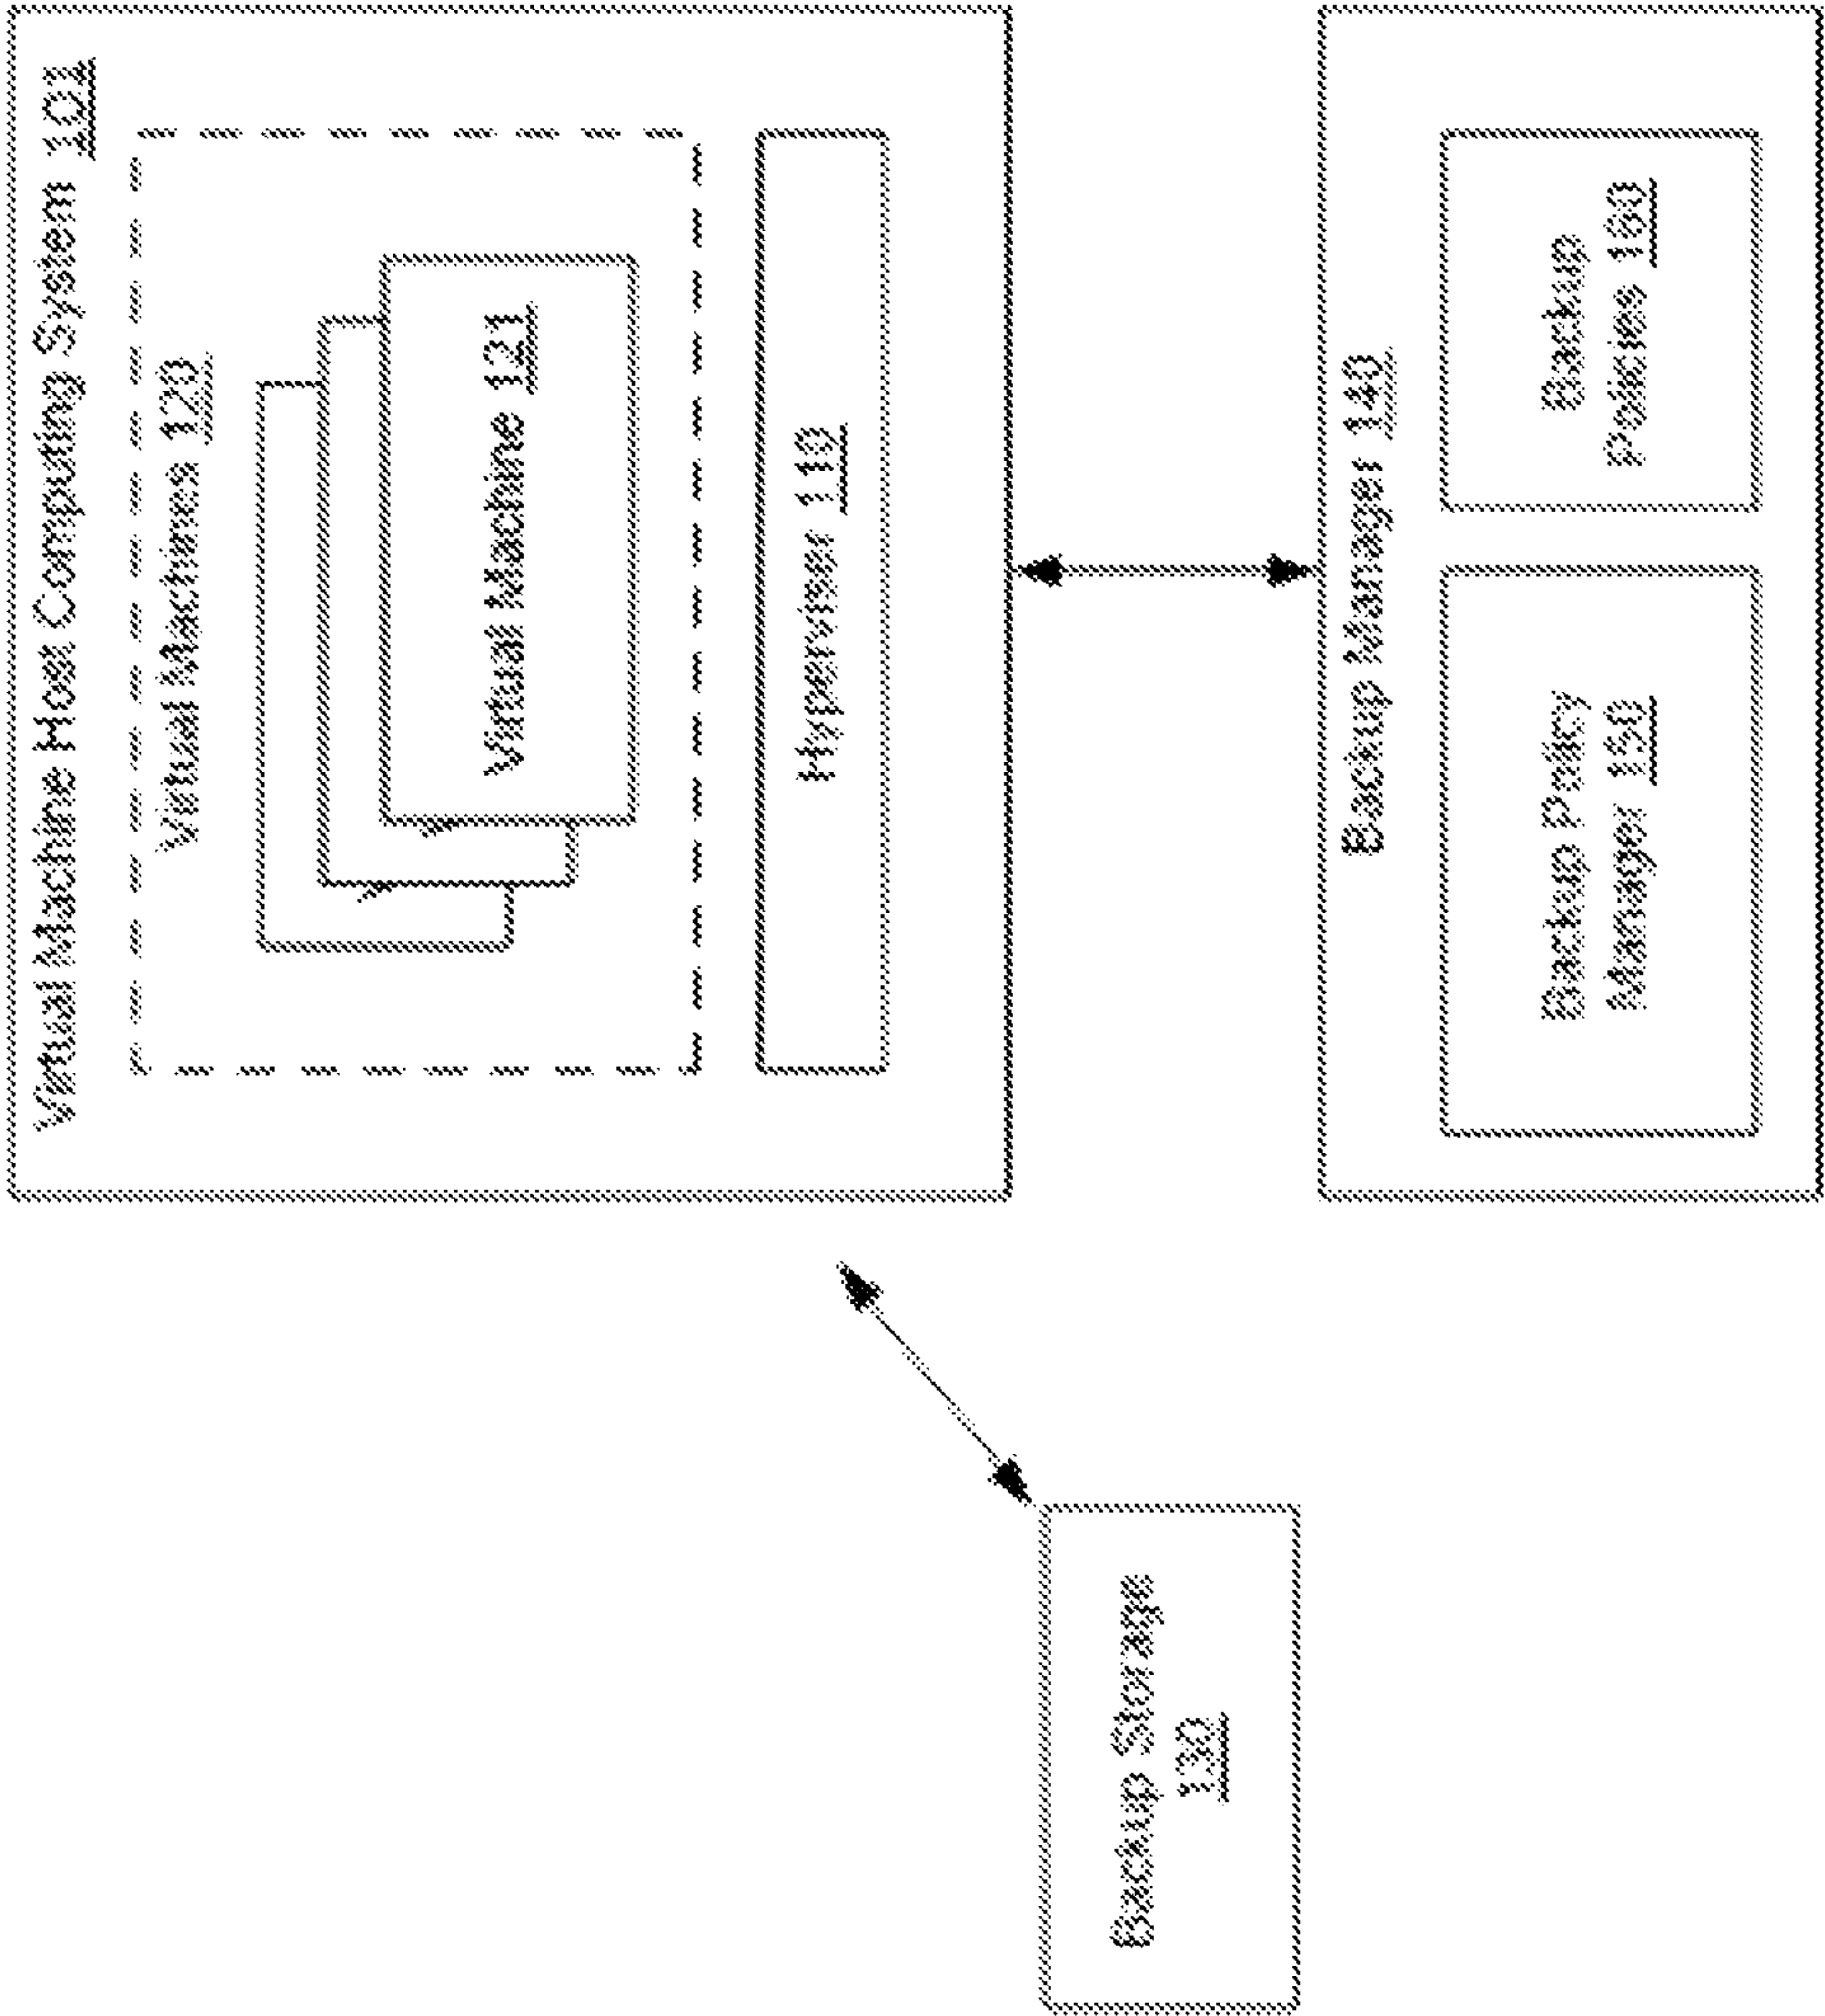 Virtual Machine Host Computing System 101
Virtual Machines 120
Virtual Machine 121
Hypervisor 110
Backup Storage
130
Backup Manager 140
Backup Policy
Manager 150
Backup
Policies 160